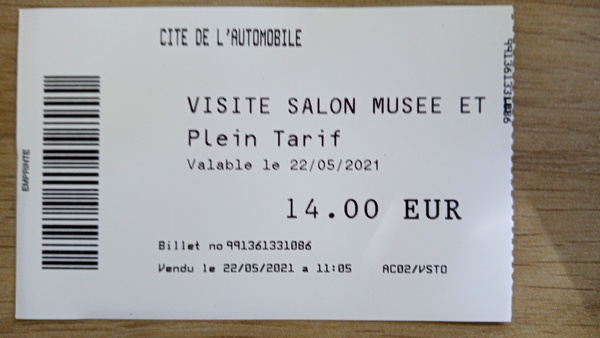 CITE DE L'AUTOMOBILE
VISITE SALON MUSEE ET
Plein Tarif
Valable le 22/05/2021
14.00 EUR
Billet no 991361331086
Vendu le 22/05/2021 a 11:05 AC02/VSTO
EMPRINTE
991361331086